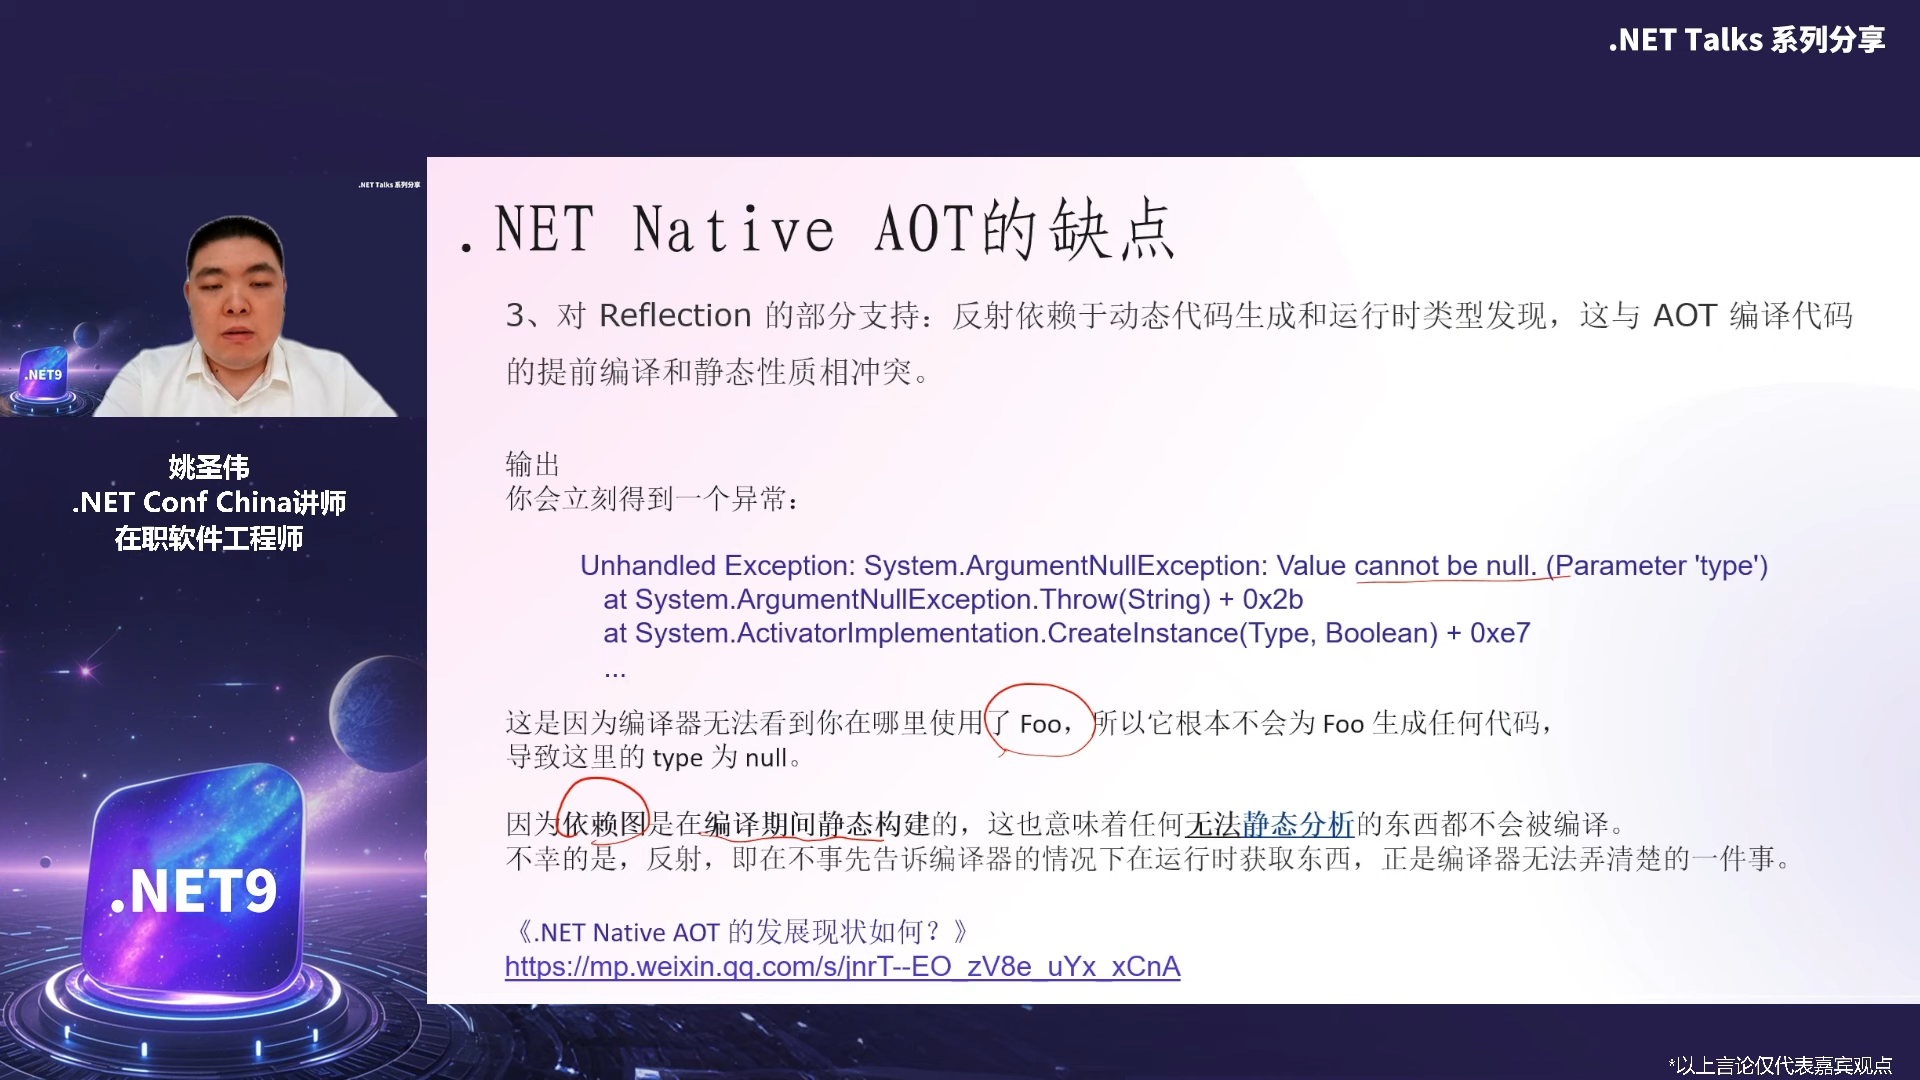 .NET Talks 系列分享
.NET Talks 系列分享
.NET9
姚圣伟
.NET Conf China讲师
在职软件工程师
.NET9
.NET Native AOT的缺点
3、对 Reflection 的部分支持：反射依赖于动态代码生成和运行时类型发现，这与 AOT 编译代码
的提前编译和静态性质相冲突。
输出
你会立刻得到一个异常：
Unhandled Exception: System.ArgumentNullException: Value cannot be null. (Parameter 'type')
at System.ArgumentNullException.Throw(String) + 0x2b
at System.ActivatorImplementation.CreateInstance(Type, Boolean) + 0xe7
...
这是因为编译器无法看到你在哪里使用了 Foo，所以它根本不会为 Foo 生成任何代码，
导致这里的 type 为 null。
因为依赖图是在编译期间静态构建的，这也意味着任何无法静态分析的东西都不会被编译。
不幸的是，反射，即在不事先告诉编译器的情况下在运行时获取东西，正是编译器无法弄清楚的一件事。
《.NET Native AOT 的发展现状如何？》
https://mp.weixin.qq.com/s/jnrT--EO_zV8e_uYx_xCnA
*以上言论仅代表嘉宾观点